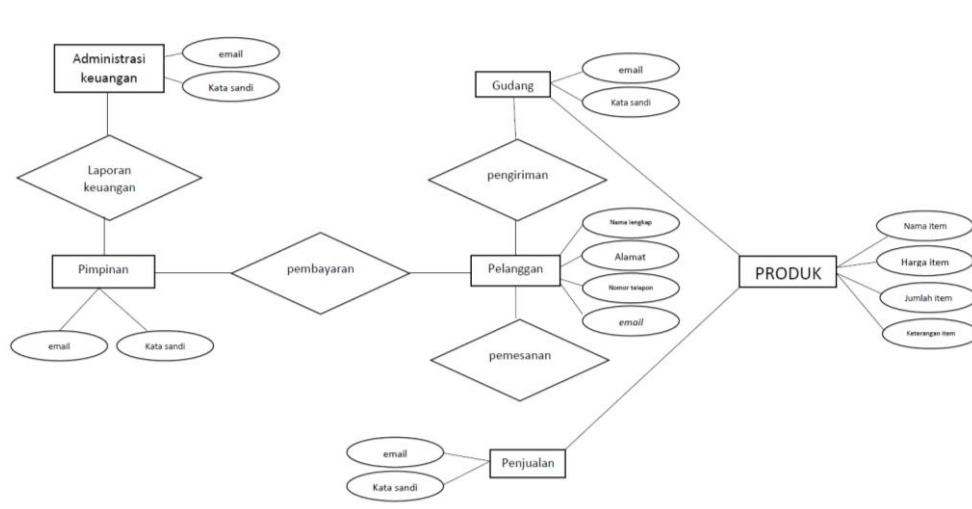 Administrasi
keuangan
email
Kata sandi
Laporan
keuangan
Pimpinan
email
Kata sandi
pembayaran
Gudang
email
Kata sandi
pengiriman
Pelanggan
Nama lengkap
Alamat
Nomor telepon
email
pemesanan
Penjualan
email
Kata sandi
PRODUK
Nama item
Harga item
Jumlah item
Keterangan item